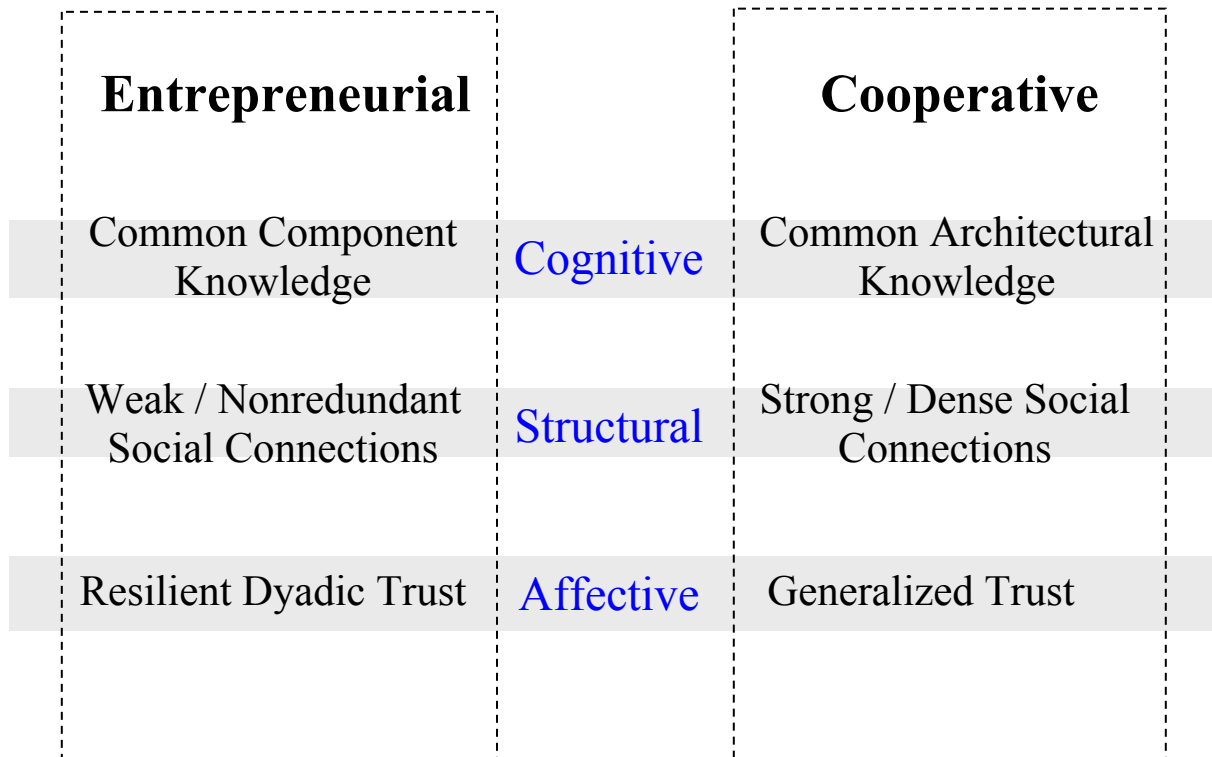 Entrepreneurial
Cooperative
Common Component
Knowledge
Cognitive
Common Architectural
Knowledge
Weak / Nonredundant
Social Connections
Structural
Strong / Dense Social
Connections
Resilient Dyadic Trust
Affective
Generalized Trust